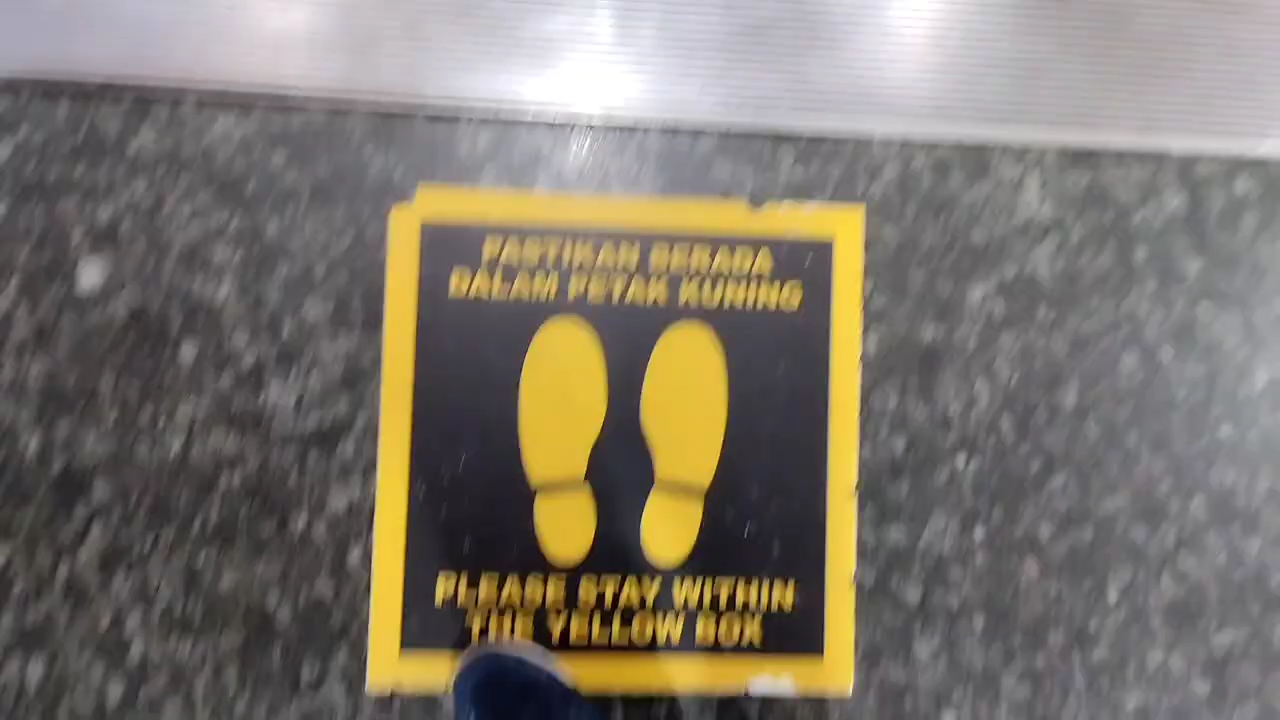 PASTIKAN BERADA
DALAM PETAK KUNING
PLEASE STAY WITHIN
THE YELLOW BOX